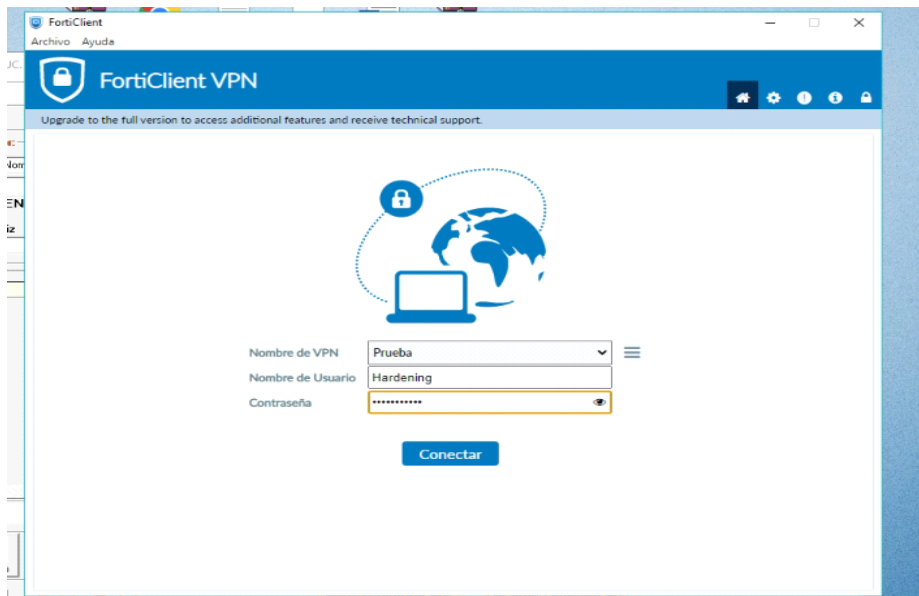 FortiClient
Archivo Ayuda
FortiClient VPN
Upgrade to the full version to access additional features and receive technical support.
Nombre de VPN Prueba
Nombre de Usuario Hardening
Contraseña •••••••••••
Conectar